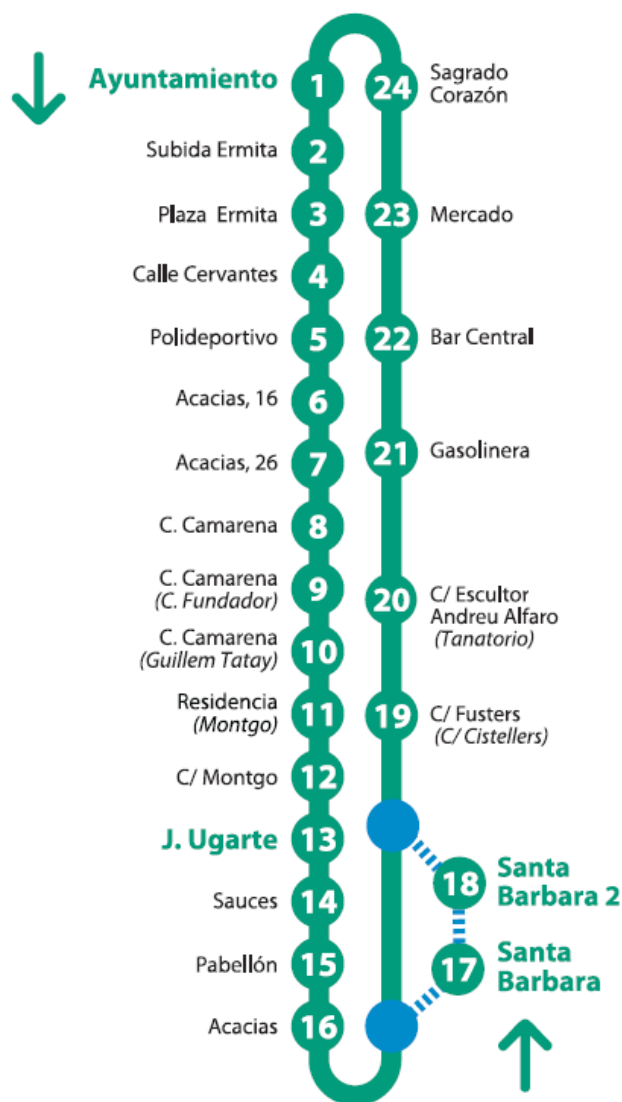 Ayuntamiento
1
Subida Ermita
2
Plaza Ermita
3
Calle Cervantes
4
Polideportivo
5
Acacias, 16
6
Acacias, 26
7
C. Camarena
8
C. Camarena
(C. Fundador)
9
C. Camarena
(Guillem Tatay)
10
Residencia
(Montgo)
11
C/ Montgo
12
J. Ugarte
13
Sauces
14
Pabellón
15
Acacias
16
24
Sagrado
Corazón
23
Mercado
22
Bar Central
21
Gasolinera
20
C/ Escultor
Andreu Alfaro
(Tanatorio)
19
C/ Fusters
(C/ Cistellers)
18
Santa
Barbara 2
17
Santa
Barbara